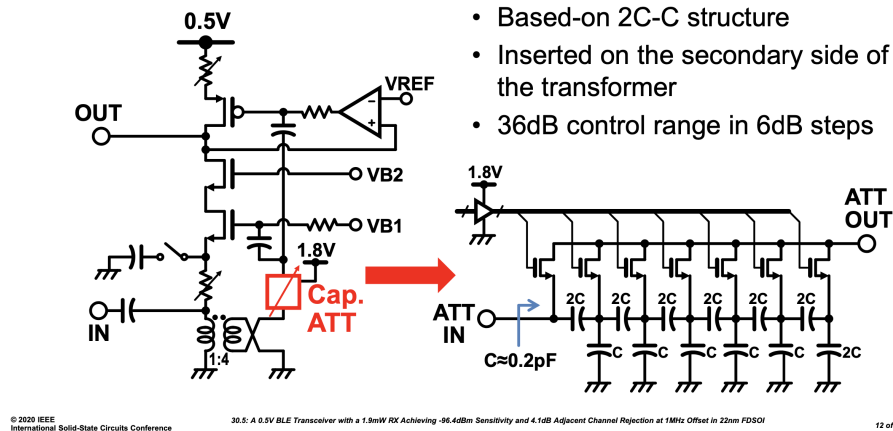 0.5V
OUT
VREF
−
+
VB2
VB1
1.8V
Cap.
ATT
IN
1:4
• Based-on 2C-C structure
• Inserted on the secondary side of
the transformer
• 36dB control range in 6dB steps
1.8V
ATT
OUT
ATT
IN
2C 2C 2C 2C 2C 2C
C≈0.2pF
C C C C C 2C
© 2020 IEEE
International Solid-State Circuits Conference
30.5: A 0.5V BLE Transceiver with a 1.9mW RX Achieving -96.4dBm Sensitivity and 4.1dB Adjacent Channel Rejection at 1MHz Offset in 22nm FDSOI
12 of